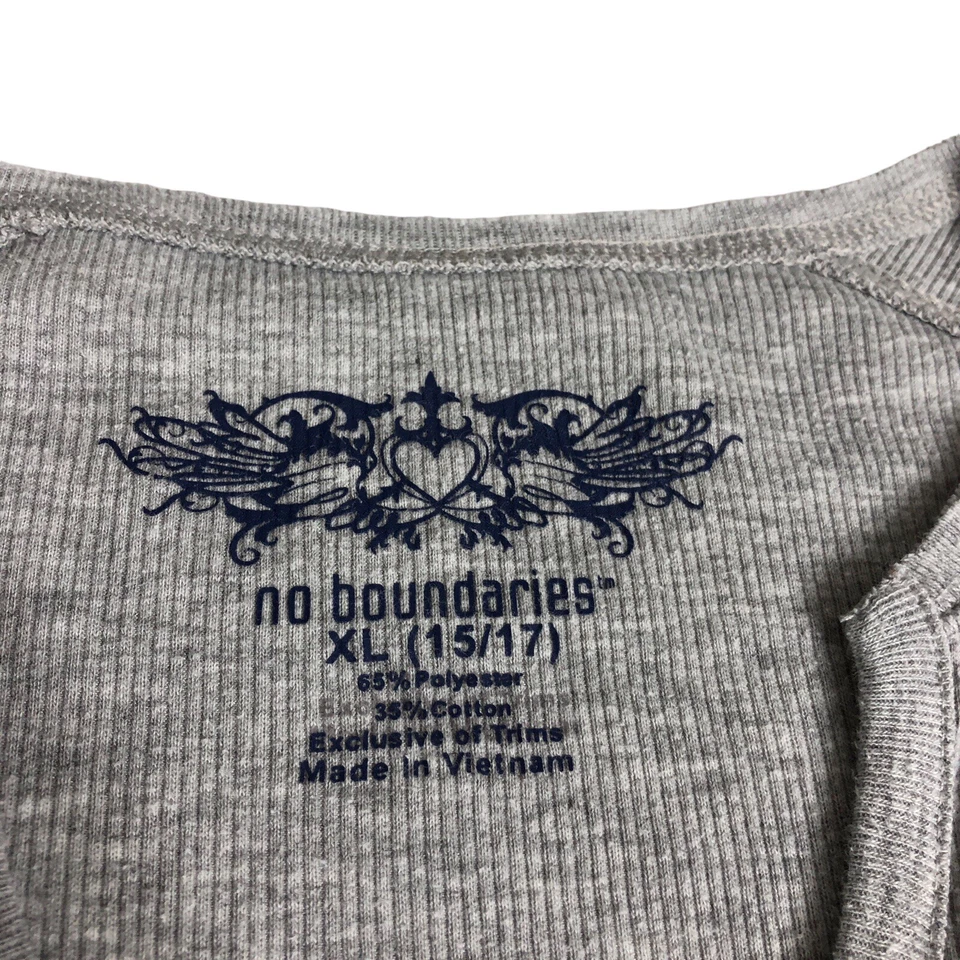 no boundaries™
XL (15/17)
65% Polyester
35% Cotton
Exclusive of Trims
Made in Vietnam